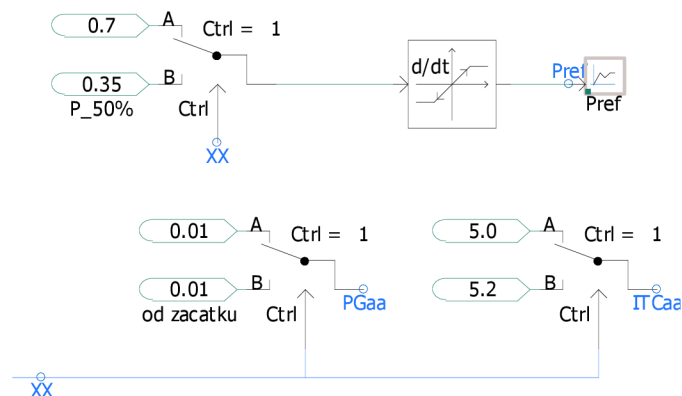 0.7 A Ctrl = 1
d/dt
Pref
0.35 B
P_50% Ctrl Pref
XX
0.01 A Ctrl = 1 5.0 A Ctrl = 1
0.01 B 5.2 B
od zacatku Ctrl PGaa Ctrl ITCaa
XX